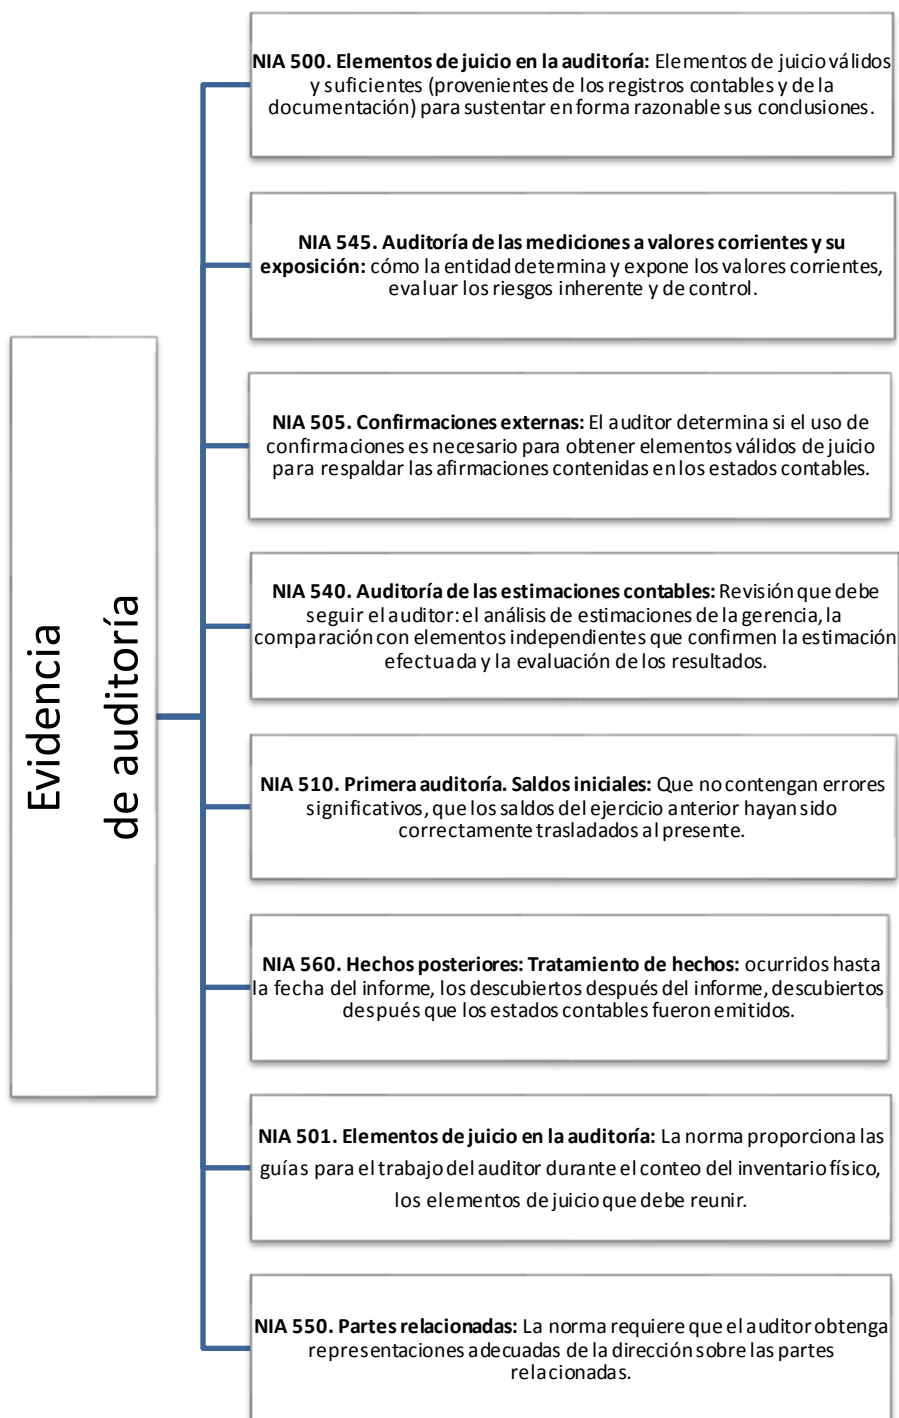 Evidencia
de auditoría
NIA 500. Elementos de juicio en la auditoría: Elementos de juicio válidos
y suficientes (provenientes de los registros contables y de la
documentación) para sustentar en forma razonable sus conclusiones.
NIA 545. Auditoría de las mediciones a valores corrientes y su
exposición: cómo la entidad determina y expone los valores corrientes,
evaluar los riesgos inherente y de control.
NIA 505. Confirmaciones externas: El auditor determina si el uso de
confirmaciones es necesario para obtener elementos válidos de juicio
para respaldar las afirmaciones contenidas en los estados contables.
NIA 540. Auditoría de las estimaciones contables: Revisión que debe
seguir el auditor: el análisis de estimaciones de la gerencia, la
comparación con elementos independientes que confirmen la estimación
efectuada y la evaluación de los resultados.
NIA 510. Primera auditoría. Saldos iniciales: Que no contengan errores
significativos, que los saldos del ejercicio anterior hayan sido
correctamente trasladados al presente.
NIA 560. Hechos posteriores: Tratamiento de hechos: ocurridos hasta
la fecha del informe, los descubiertos después del informe, descubiertos
después que los estados contables fueron emitidos.
NIA 501. Elementos de juicio en la auditoría: La norma proporciona las
guías para el trabajo del auditor durante el conteo del inventario físico,
los elementos de juicio que debe reunir.
NIA 550. Partes relacionadas: La norma requiere que el auditor obtenga
representaciones adecuadas de la dirección sobre las partes
relacionadas.